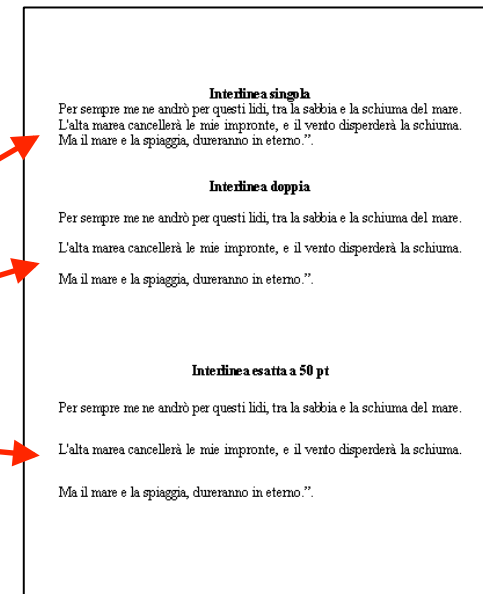 Interlinea singola
Per sempre me ne andrò per questi lidi, tra la sabbia e la schiuma del mare.
L'alta marea cancellerà le mie impronte, e il vento disperderà la schiuma.
Ma il mare e la spiaggia, dureranno in eterno.”.
Interlinea doppia
Per sempre me ne andrò per questi lidi, tra la sabbia e la schiuma del mare.
L'alta marea cancellerà le mie impronte, e il vento disperderà la schiuma.
Ma il mare e la spiaggia, dureranno in eterno.”.
Interlinea esatta a 50 pt
Per sempre me ne andrò per questi lidi, tra la sabbia e la schiuma del mare.
L'alta marea cancellerà le mie impronte, e il vento disperderà la schiuma.
Ma il mare e la spiaggia, dureranno in eterno.”.